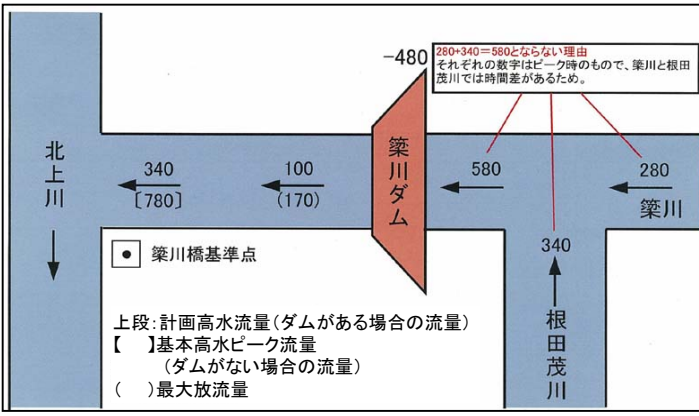 -480
280+340＝580とならない理由
それぞれの数字はピーク時のもので、簗川と根田
茂川では時間差があるため。
北上川
340
〔780〕
100
(170)
簗川ダム
580
280
簗川
340
根田茂川
簗川橋基準点
上段：計画高水流量（ダムがある場合の流量）
【　】基本高水ピーク流量
（ダムがない場合の流量）
（　）最大放流量